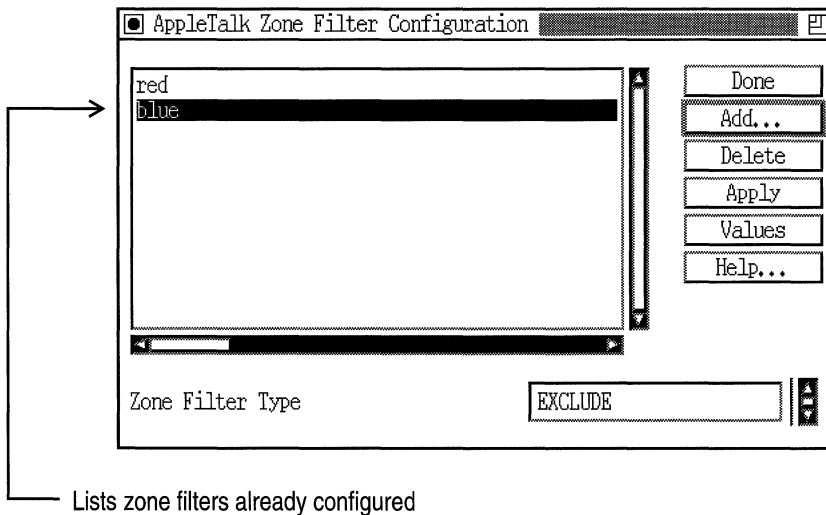 AppleTalk Zone Filter Configuration
red
blue
Done
Add...
Delete
Apply
Values
Help...
Zone Filter Type
EXCLUDE
Lists zone filters already configured